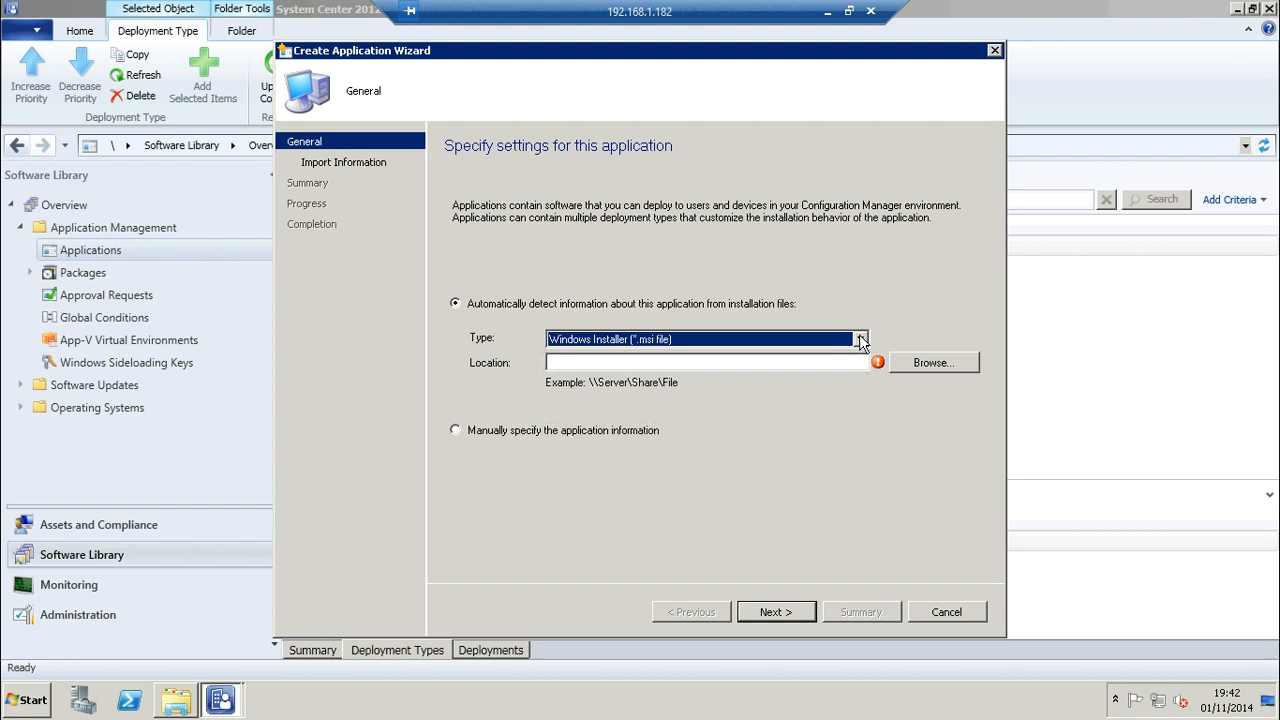 Selected Object
Folder Tools
System Center 2012
192.168.1.182
Home
Deployment Type
Folder
Increase
Priority
Decrease
Priority
Copy
Refresh
Delete
Add
Selected Items
Deployment Type
\
Software Library
Search
Add Criteria
Software Library
Overview
Application Management
Applications
Packages
Approval Requests
Global Conditions
App-V Virtual Environments
Windows Sideloading Keys
Software Updates
Operating Systems
Assets and Compliance
Software Library
Monitoring
Administration
Create Application Wizard
General
General
Import Information
Summary
Progress
Completion
Specify settings for this application
Applications contain software that you can deploy to users and devices in your Configuration Manager environment.
Applications can contain multiple deployment types that customize the installation behavior of the application.
Automatically detect information about this application from installation files:
Type:
Windows Installer (*.msi file)
Location:
Browse...
Example: \\Server\Share\File
Manually specify the application information
< Previous
Next >
Summary
Cancel
Summary
Deployment Types
Deployments
Ready
Start
19:42
01/11/2014